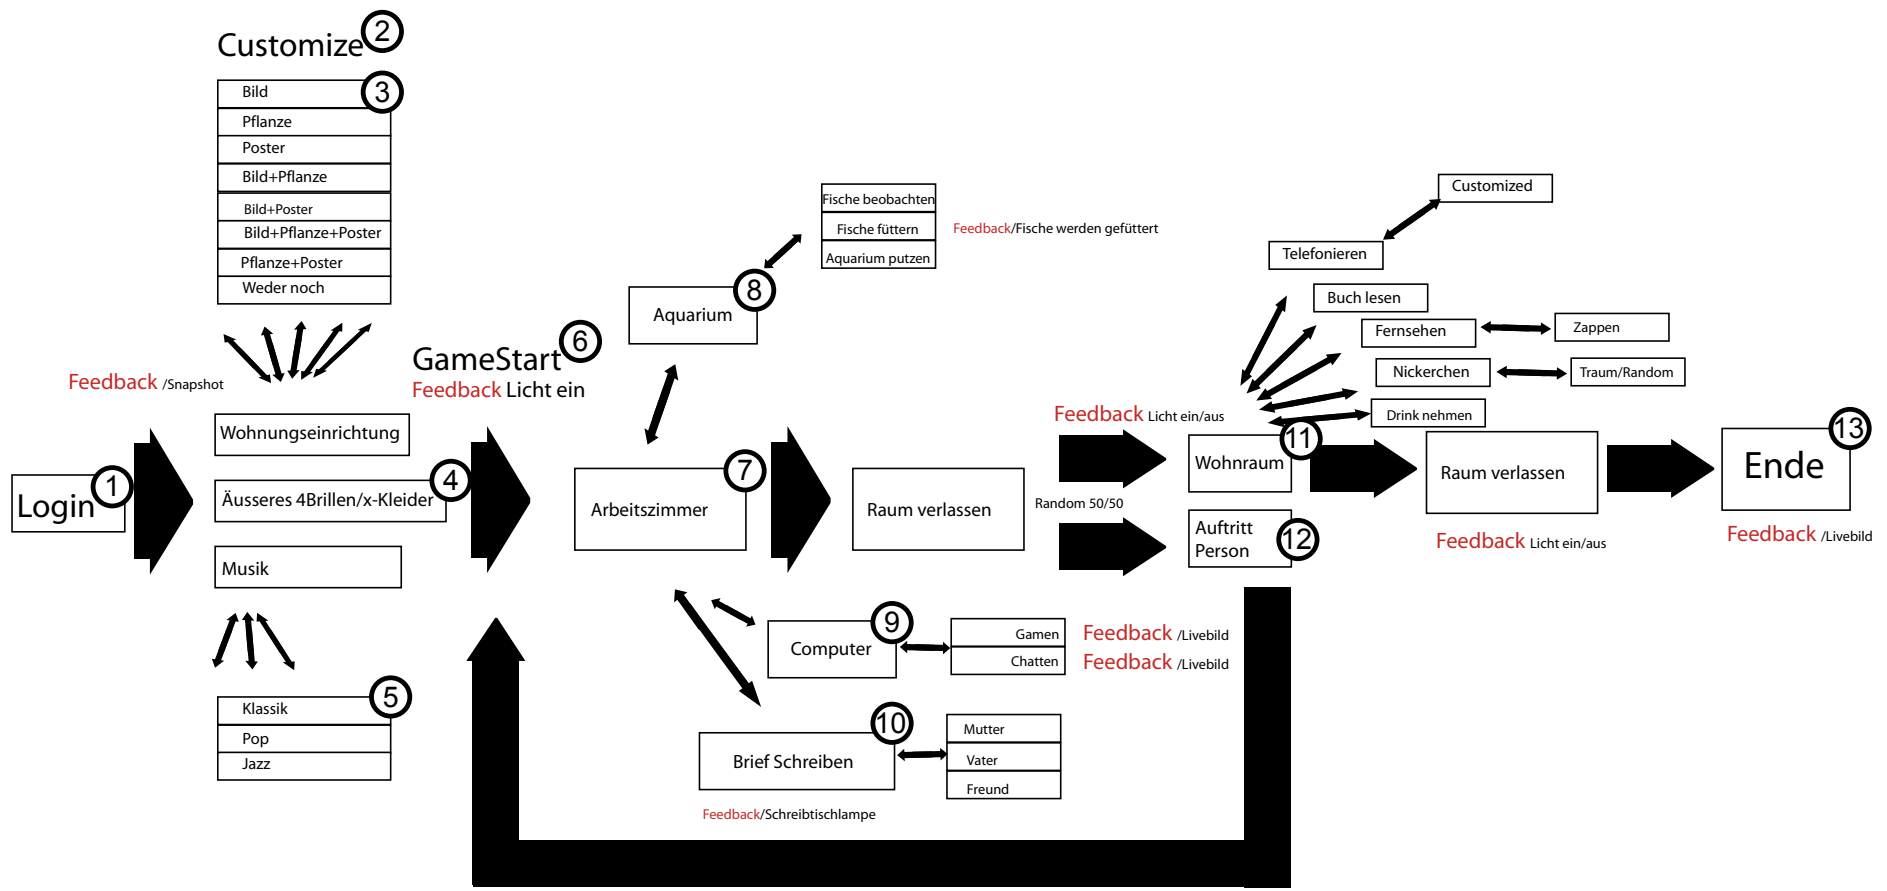 Customize 2
Bild 3
Pflanze
Poster
Bild+Pflanze
Bild+Poster
Bild+Pflanze+Poster
Pflanze+Poster
Weder noch
Feedback /Snapshot
Login 1
Wohnungseinrichtung
Äusseres 4Brillen/x-Kleider 4
Musik
Klassik 5
Pop
Jazz
GameStart 6
Feedback Licht ein
Aquarium 8
Fische beobachten
Fische füttern
Aquarium putzen
Feedback/Fische werden gefüttert
Arbeitszimmer 7
Raum verlassen
Computer 9
Gamen
Chatten
Feedback /Livebild
Feedback /Livebild
Brief Schreiben 10
Mutter
Vater
Freund
Feedback/Schreibtischlampe
Feedback Licht ein/aus
Random 50/50
Wohnraum 11
Auftritt
Person 12
Customized
Telefonieren
Buch lesen
Fernsehen
Zappen
Nickerchen
Traum/Random
Drink nehmen
Raum verlassen
Feedback Licht ein/aus
Ende 13
Feedback /Livebild